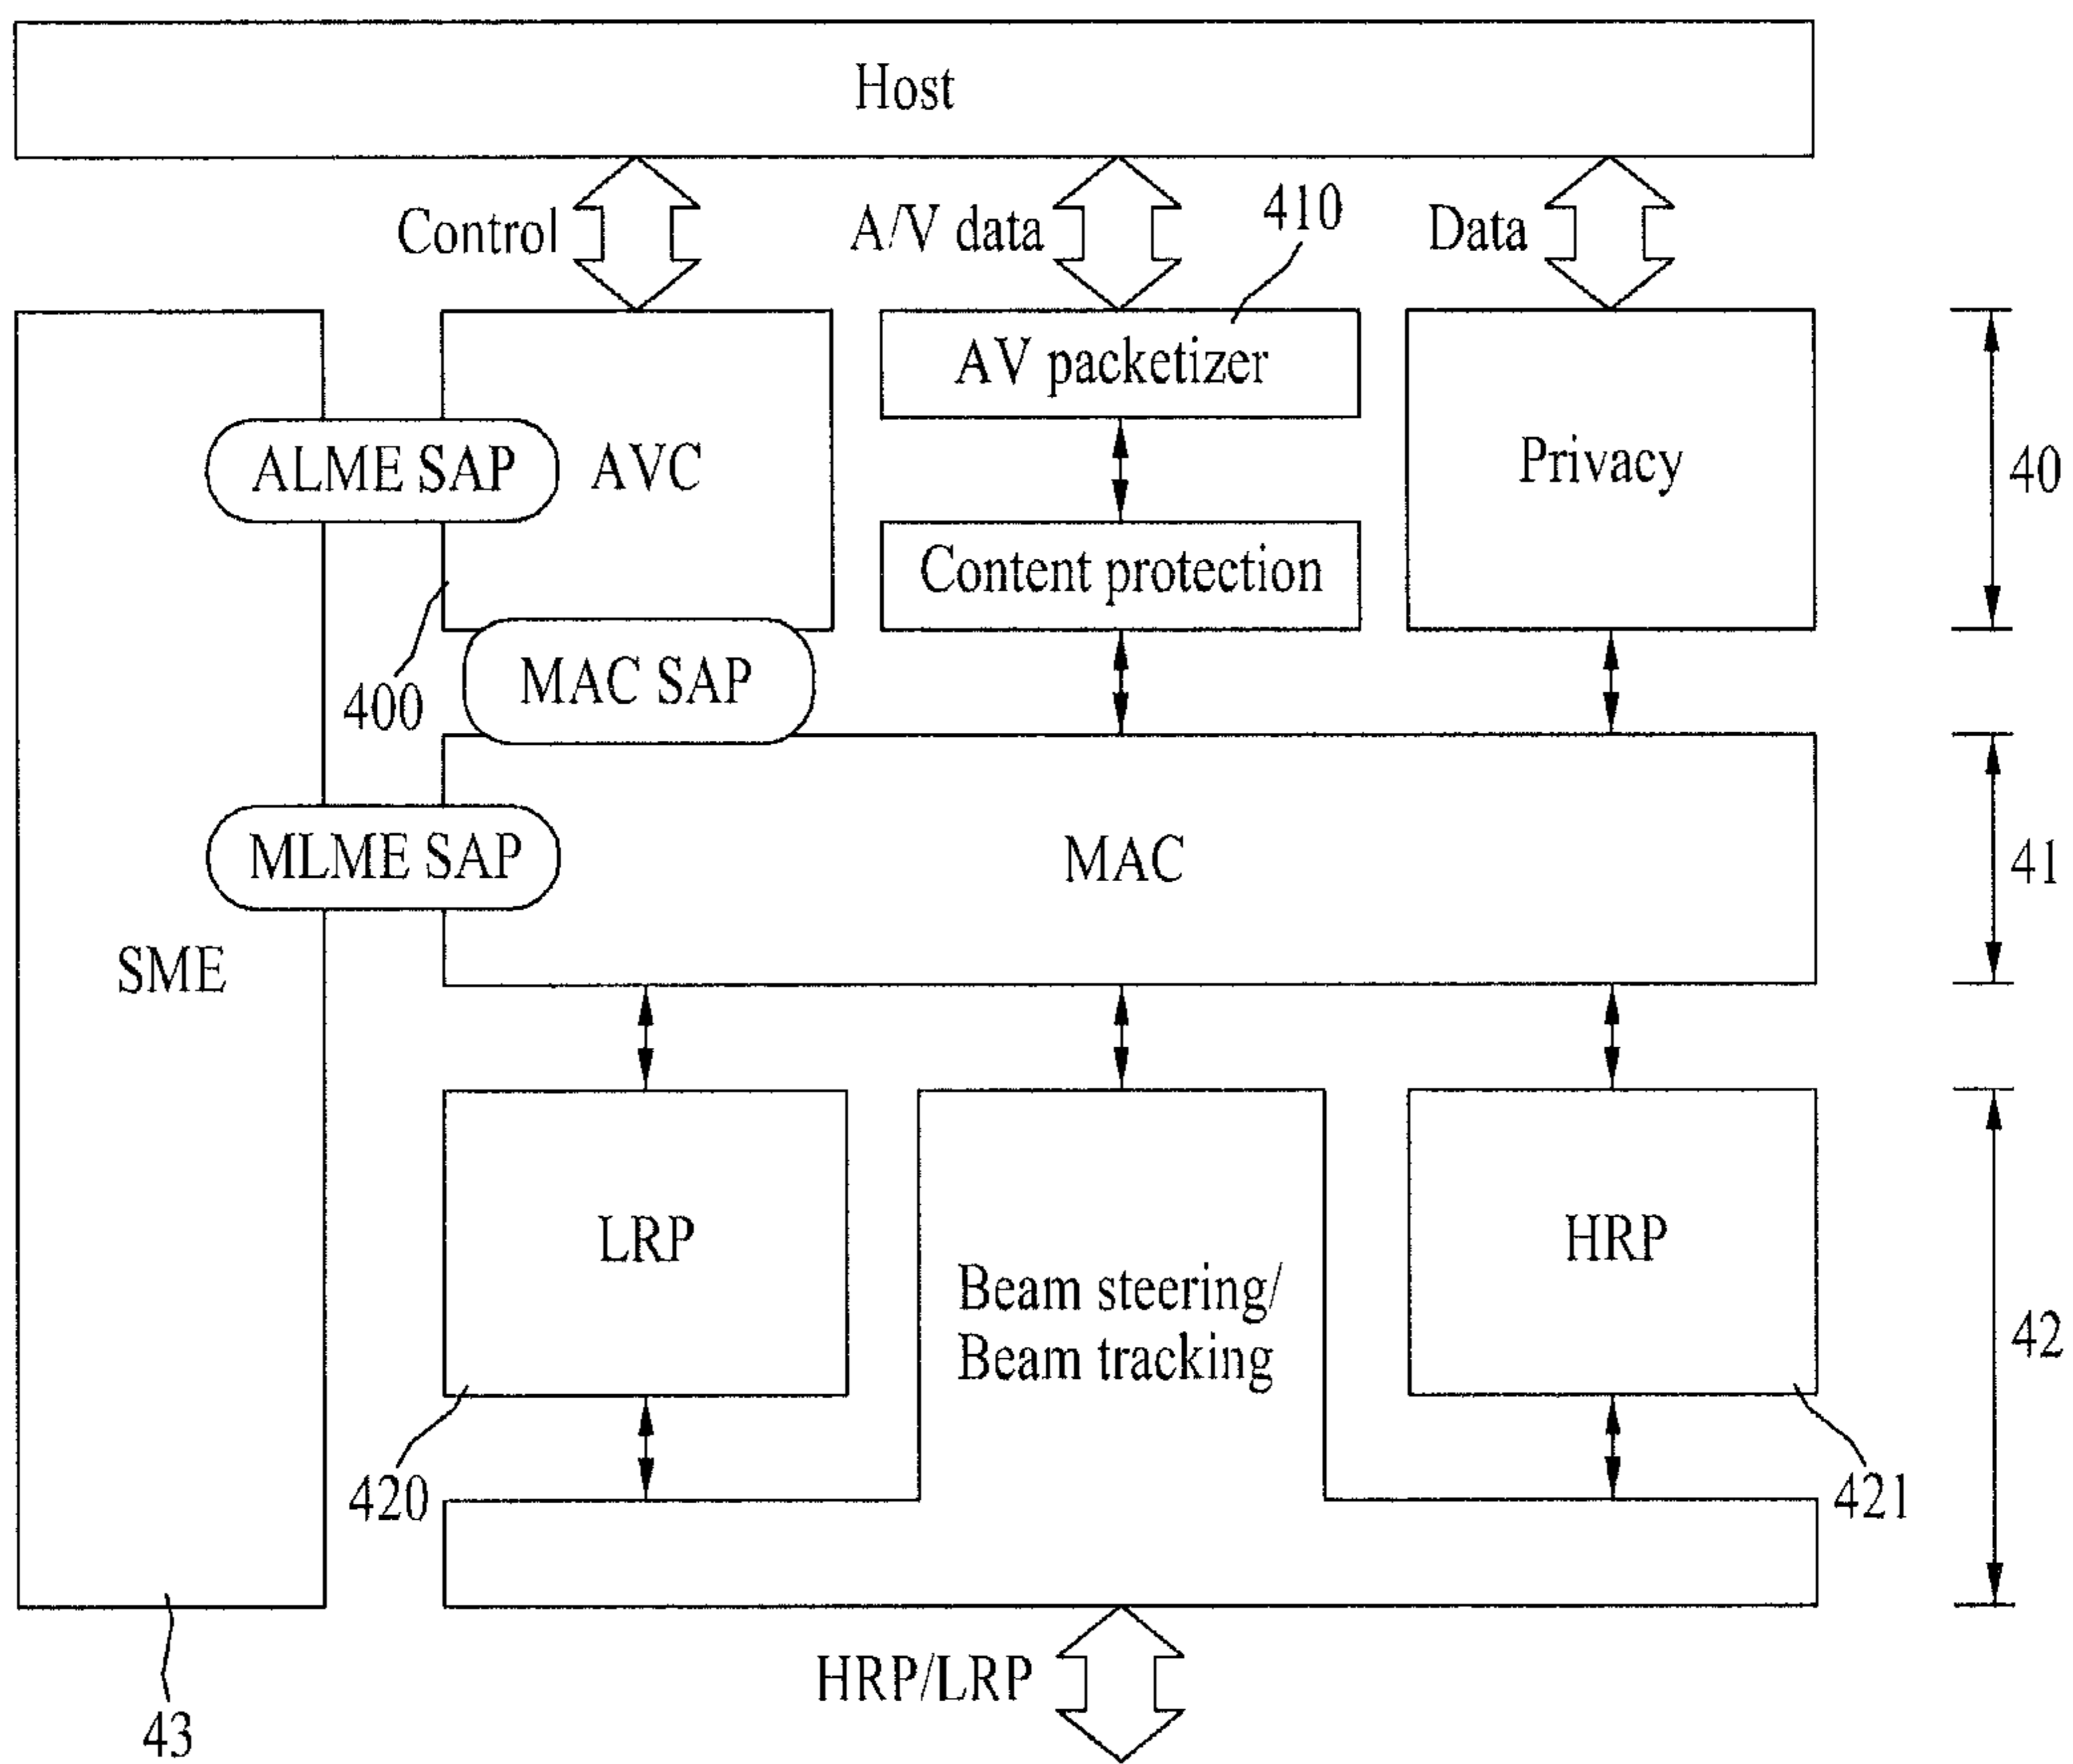 Host
Control
A/V data
410
Data
AV packetizer
ALME SAP
AVC
Privacy
40
Content protection
400
MAC SAP
MLME SAP
MAC
41
SME
LRP
HRP
Beam steering/
Beam tracking
42
420
421
HRP/LRP
43